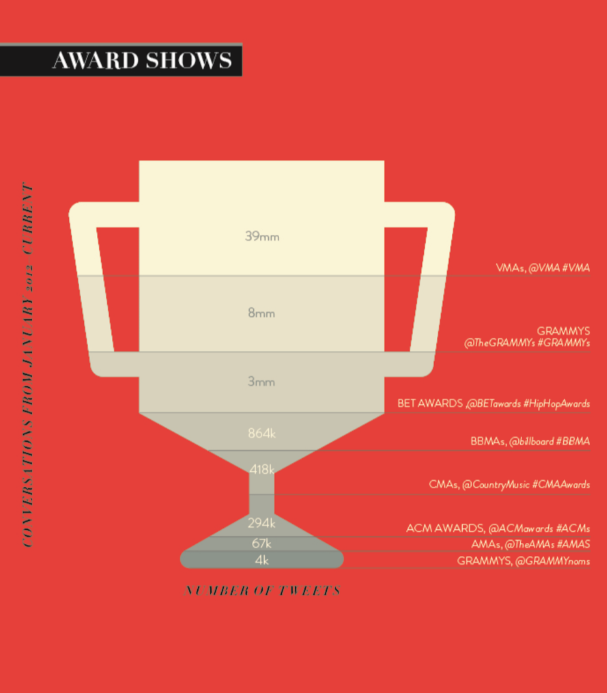 AWARD SHOWS
CONVERSATIONS FROM JANUARY 2012 CURRENT
39mm
VMAs, @VMA #VMA
8mm
GRAMMYS
@TheGRAMMYs #GRAMMYs
3mm
BET AWARDS ,@BETawards #HipHopAwards
864k
BBMAs, @billboard #BBMA
418k
CMAs, @CountryMusic #CMAAwards
294k
ACM AWARDS, @ACMawards #ACMs
67k
AMAs, @TheAMAs #AMAS
4k
GRAMMYS, @GRAMMYnoms
NUMBER OF TWEETS